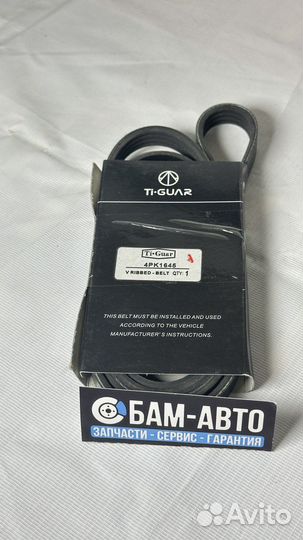 Ti-GUAR
Ti-Guar
4PK1645
V RIBBED - BELT QTY: 1
THIS BELT MUST BE INSTALLED AND USED
ACCORDING TO THE VEHICLE
MANUFACTURER'S INSTRUCTIONS.
БАМ-АВТО
ЗАПЧАСТИ - СЕРВИС - ГАРАНТИЯ
Avito